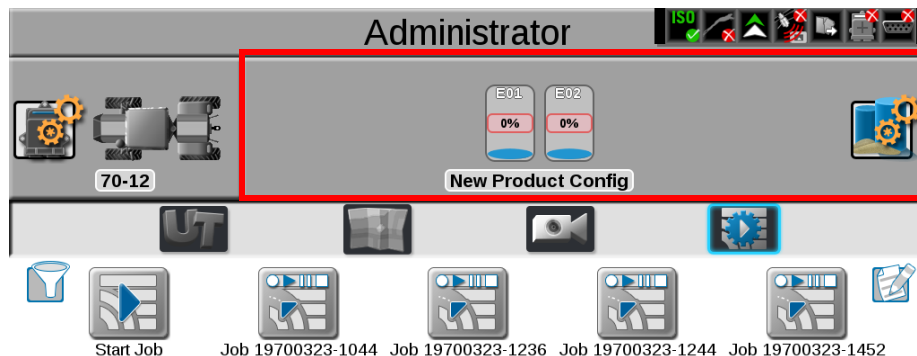 Administrator
ISO
E01 E02
0% 0%
70-12
New Product Config
UT
Start Job
Job 19700323-1044
Job 19700323-1236
Job 19700323-1244
Job 19700323-1452